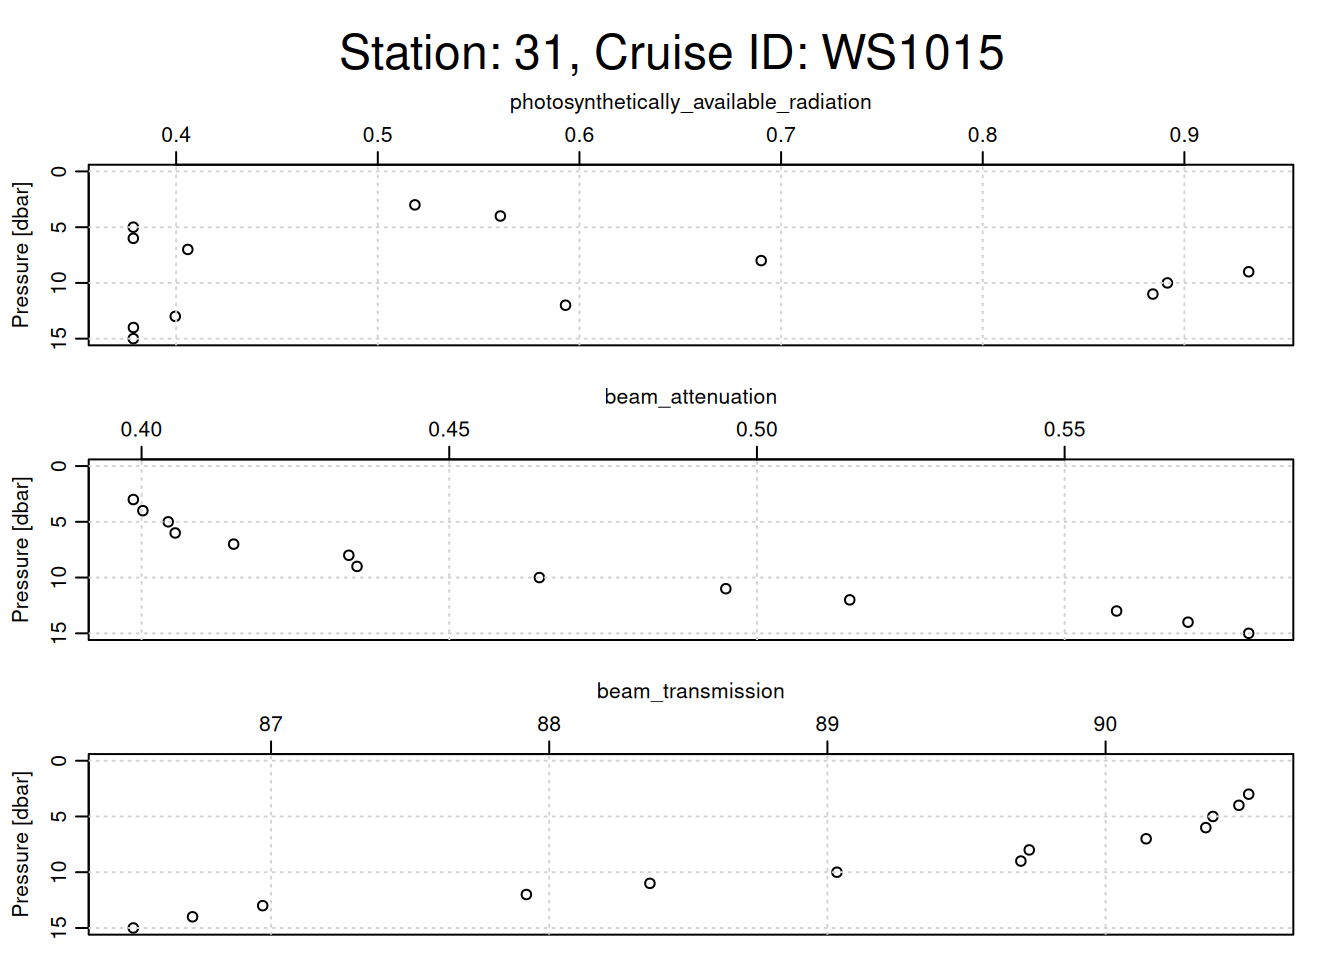 Station: 31, Cruise ID: WS1015
photosynthetically_available_radiation
0.4 0.5 0.6 0.7 0.8 0.9
Pressure [dbar]
0
5
10
15
beam_attenuation
0.40 0.45 0.50 0.55
Pressure [dbar]
0
5
10
15
beam_transmission
87 88 89 90
Pressure [dbar]
0
5
10
15